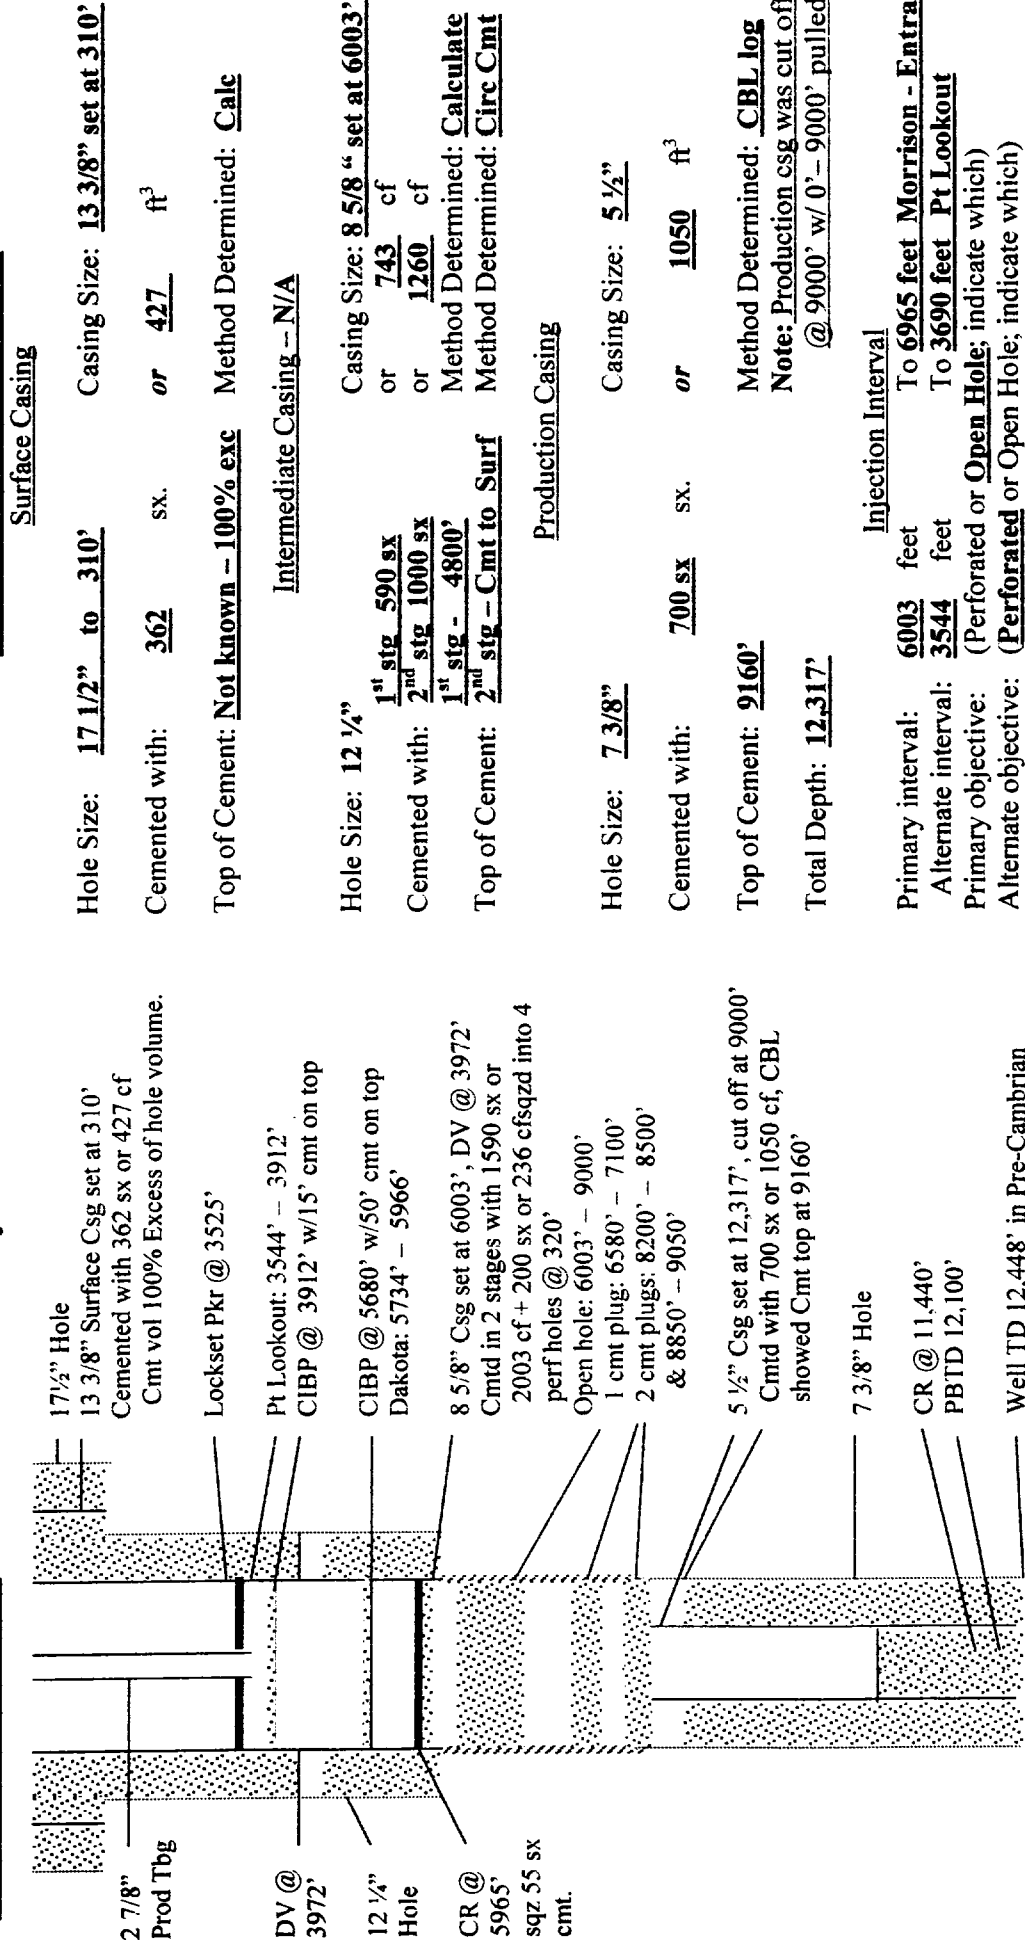 17½" Hole
13 3/8" Surface Csg set at 310'
Cemented with 362 sx or 427 cf
Cmt vol 100% Excess of hole volume.
Lockset Pkr @ 3525'
Pt Lookout: 3544' – 3912'
CIBP @ 3912' w/15' cmt on top
CIBP @ 5680' w/50' cmt on top
Dakota: 5734' – 5966'
8 5/8" Csg set at 6003', DV @ 3972'
Cmtd in 2 stages with 1590 sx or
2003 cf + 200 sx or 236 cfsqzd into 4
perf holes @ 320'
Open hole: 6003' – 9000'
1 cmt plug: 6580' – 7100'
2 cmt plugs: 8200' – 8500'
& 8850' – 9050'
5 ½" Csg set at 12,317', cut off at 9000'
Cmtd with 700 sx or 1050 cf, CBL
showed Cmt top at 9160'
7 3/8" Hole
CR @ 11,440'
PBTD 12,100'
Well TD 12,448' in Pre-Cambrian
2 7/8"
Prod Tbg
DV @
3972'
12 ¼"
Hole
CR @
5965'
sqz 55 sx
cmt.
Surface Casing
Hole Size: 17 1/2" to 310' Casing Size: 13 3/8" set at 310'
Cemented with: 362 sx. or 427 ft³
Top of Cement: Not known – 100% exc Method Determined: Calc
Intermediate Casing – N/A
Hole Size: 12 ¼" Casing Size: 8 5/8 " set at 6003'
1st stg 590 sx or 743 cf
Cemented with: 2nd stg 1000 sx or 1260 cf
1st stg - 4800' Method Determined: Calculate
Top of Cement: 2nd stg – Cmt to Surf Method Determined: Circ Cmt
Production Casing
Hole Size: 7 3/8" Casing Size: 5 ½"
Cemented with: 700 sx sx. or 1050 ft³
Top of Cement: 9160' Method Determined: CBL log
Note: Production csg was cut off
Total Depth: 12,317' @ 9000' w/ 0'– 9000' pulled
Injection Interval
Primary interval: 6003 feet To 6965 feet Morrison - Entra
Alternate interval: 3544 feet To 3690 feet Pt Lookout
Primary objective: (Perforated or Open Hole; indicate which)
Alternate objective: (Perforated or Open Hole; indicate which)